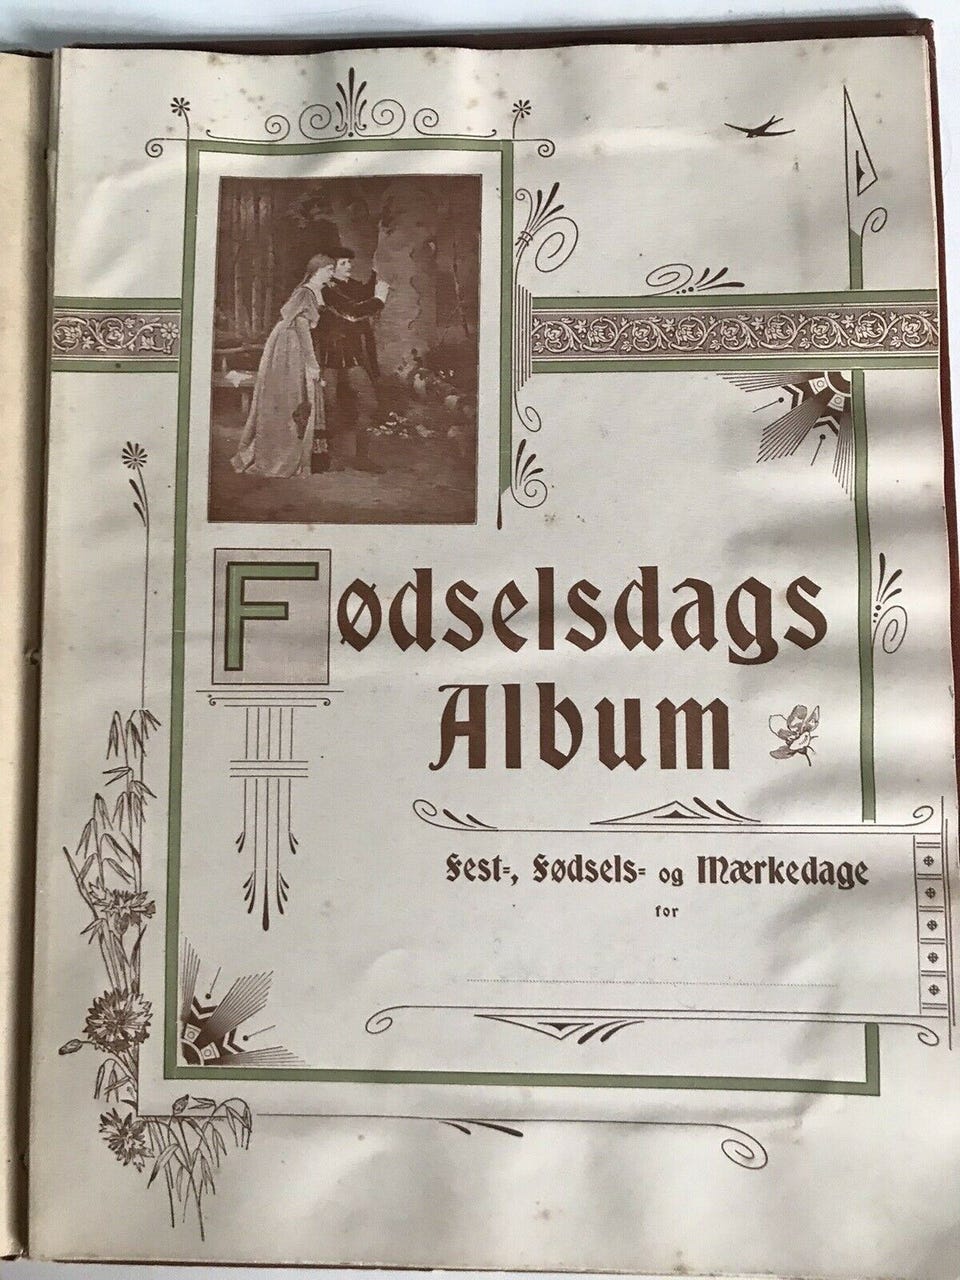 Fødselsdags
Album
Fest-, Fødsels- og Mærkedage
for